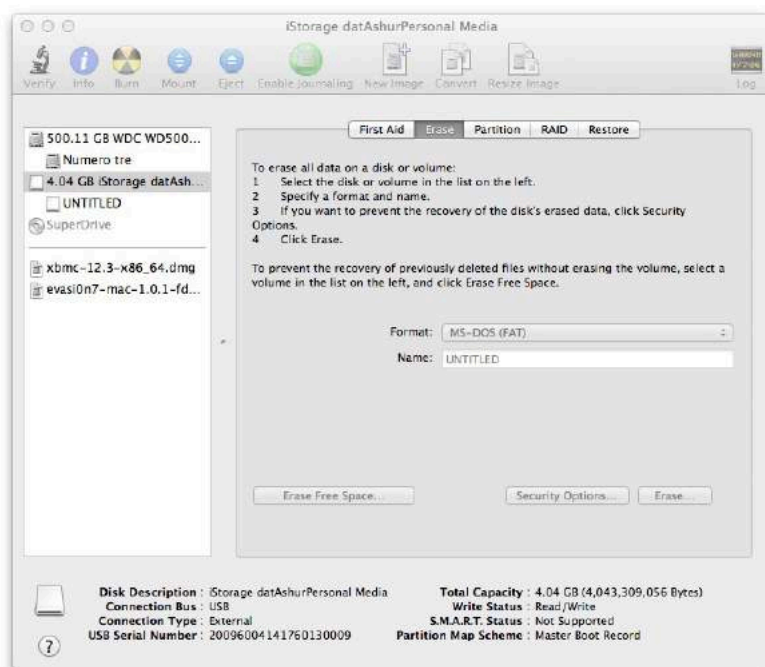 iStorage datAshurPersonal Media
Verify Info Burn Mount Eject Enable Journaling New Image Convert Resize Image Log
500.11 GB WDC WD500...
Numero tre
4.04 GB iStorage datAsh...
UNTITLED
SuperDrive
xbmc-12.3-x86_64.dmg
evasi0n7-mac-1.0.1-fd...
First Aid Erase Partition RAID Restore
To erase all data on a disk or volume:
1 Select the disk or volume in the list on the left.
2 Specify a format and name.
3 If you want to prevent the recovery of the disk's erased data, click Security
Options.
4 Click Erase.
To prevent the recovery of previously deleted files without erasing the volume, select a
volume in the list on the left, and click Erase Free Space.
Format: MS-DOS (FAT)
Name: UNTITLED
Erase Free Space... Security Options... Erase...
Disk Description : iStorage datAshurPersonal Media Total Capacity : 4.04 GB (4,043,309,056 Bytes)
Connection Bus : USB Write Status : Read/Write
Connection Type : External S.M.A.R.T. Status : Not Supported
USB Serial Number : 20096004141760130009 Partition Map Scheme : Master Boot Record
?